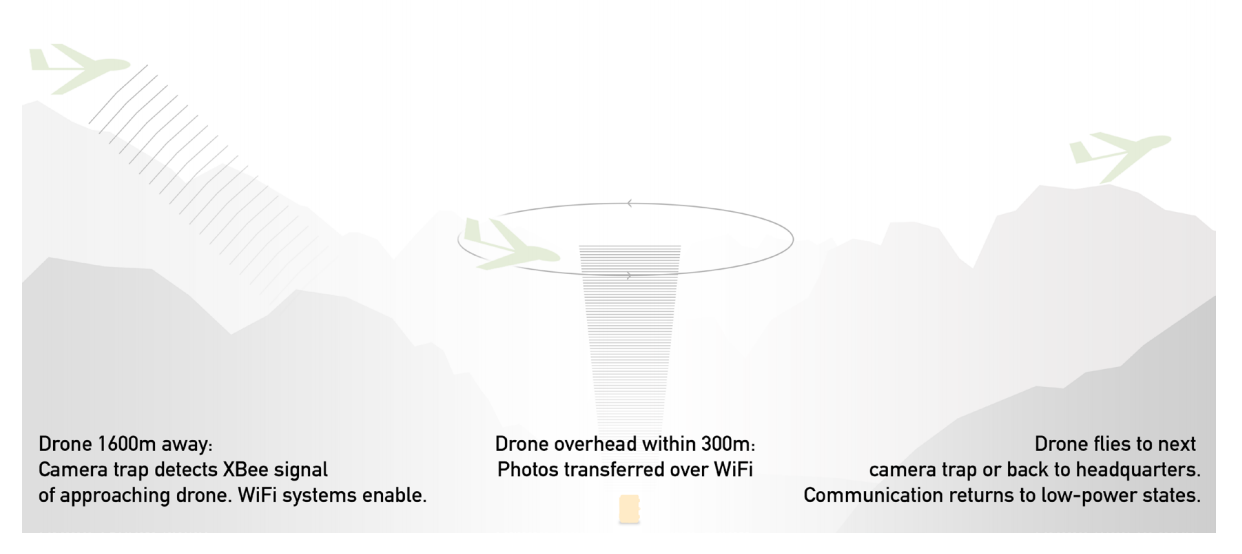 Drone 1600m away:
Camera trap detects XBee signal
of approaching drone. WiFi systems enable.
Drone overhead within 300m:
Photos transferred over WiFi
Drone flies to next
camera trap or back to headquarters.
Communication returns to low-power states.